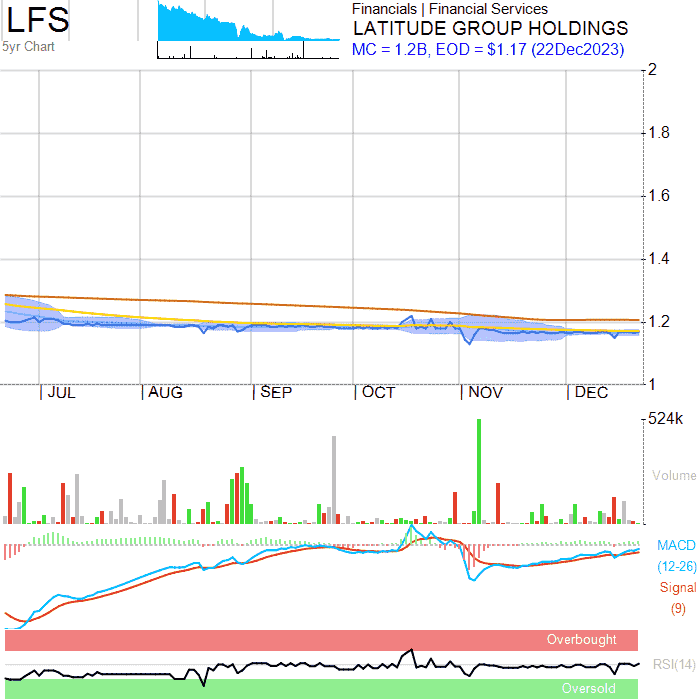 LFS
5yr Chart
Financials | Financial Services
LATITUDE GROUP HOLDINGS
MC = 1.2B, EOD = $1.17 (22Dec2023)
2
1.8
1.6
1.4
1.2
1
JUL AUG SEP OCT NOV DEC
524k
Volume
MACD
(12-26)
Signal
(9)
Overbought
RSI(14)
Oversold